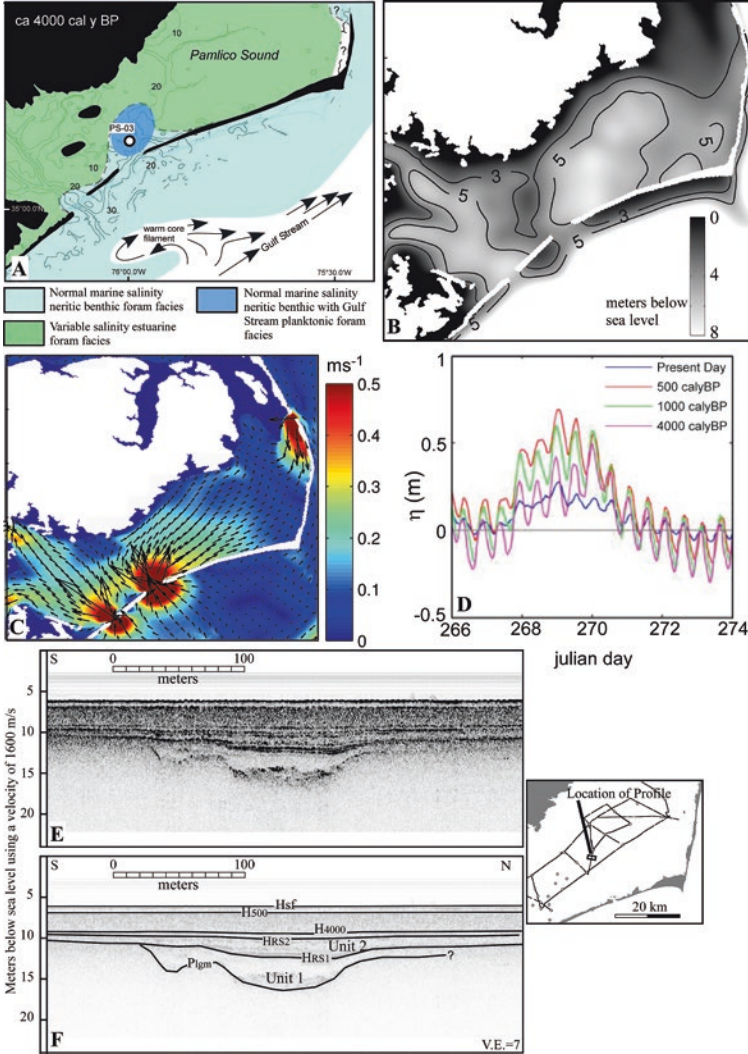 ca 4000 cal y BP
10
?
20
Pamlico Sound
20
PS-03
10
20
20
35°00.0'N
30
warm core
filament
Gulf Stream
A
76°00.0'W
75°30.0'W
Normal marine salinity
neritic benthic foram facies
Variable salinity estuarine
foram facies
Normal marine salinity
neritic benthic with Gulf
Stream planktonic foram
facies
5
3
5
5
5
3
5
5
meters below
sea level
0
4
8
B
ms-1
0.5
0.4
0.3
0.2
0.1
0
C
Present Day
500 calyBP
1000 calyBP
4000 calyBP
η (m)
1
0.5
0
-0.5
266
268
270
272
274
julian day
D
Meters below sea level using a velocity of 1600 m/s
S
0
100
meters
5
10
15
20
E
S
0
100
N
meters
5
10
15
20
Hsf
H500
H4000
HRS2
Unit 2
HRS1
Plgm
Unit 1
?
F
V.E.=7
Location of Profile
20 km